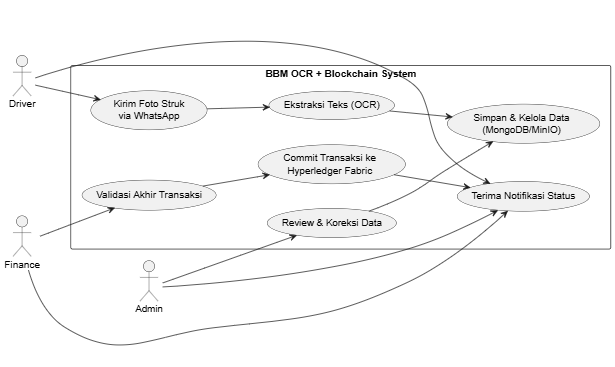 BBM OCR + Blockchain System
Driver
Kirim Foto Struk
via WhatsApp
Ekstraksi Teks (OCR)
Simpan & Kelola Data
(MongoDB/MinIO)
Commit Transaksi ke
Hyperledger Fabric
Validasi Akhir Transaksi
Terima Notifikasi Status
Review & Koreksi Data
Finance
Admin